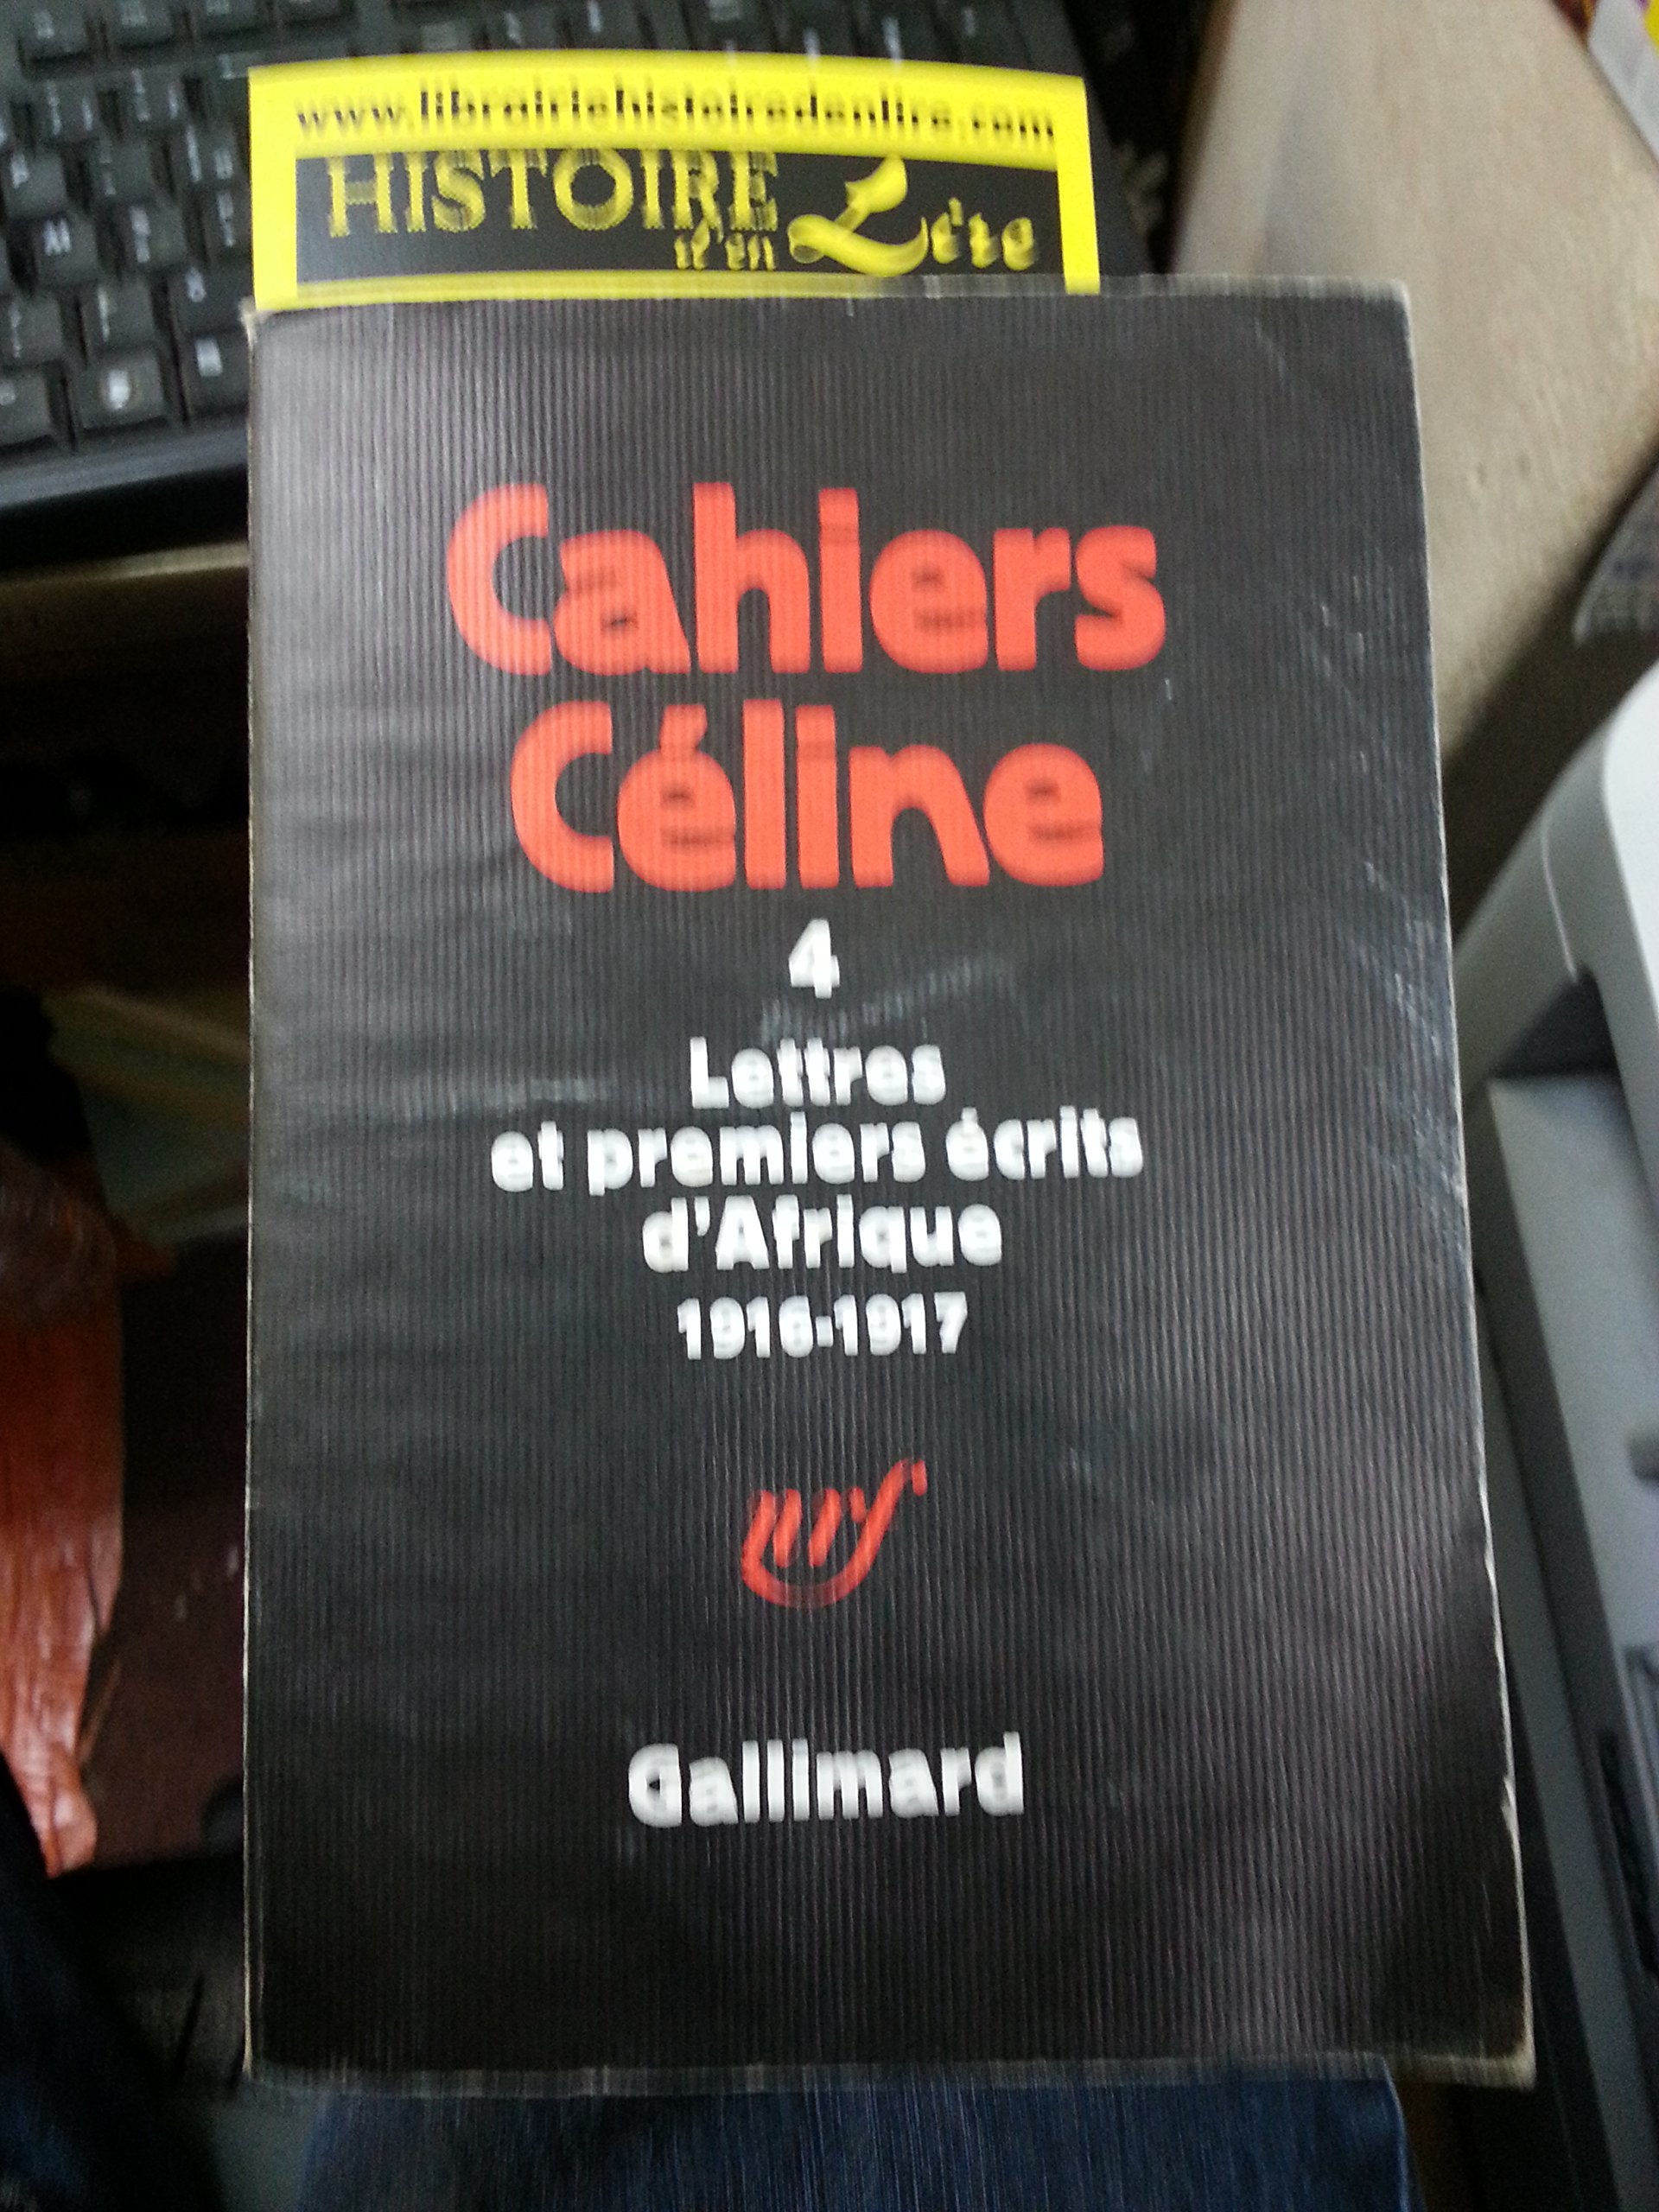 www.librairiehistoiredenlire.com
HISTOIRE
d'en Lire
Cahiers
Céline
4
Lettres
et premiers écrits
d'Afrique
1916-1917
nrf
Gallimard